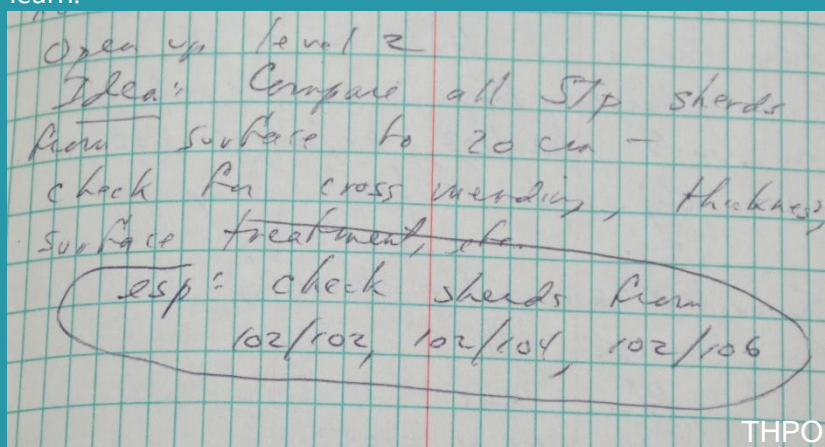 Open up level 2
Idea: Compare all STP sherds
from surface to 20 cm -
check for cross mending, thickness,
surface treatment, etc.
esp: check sherds from
102/102, 102/104, 102/106
THPO